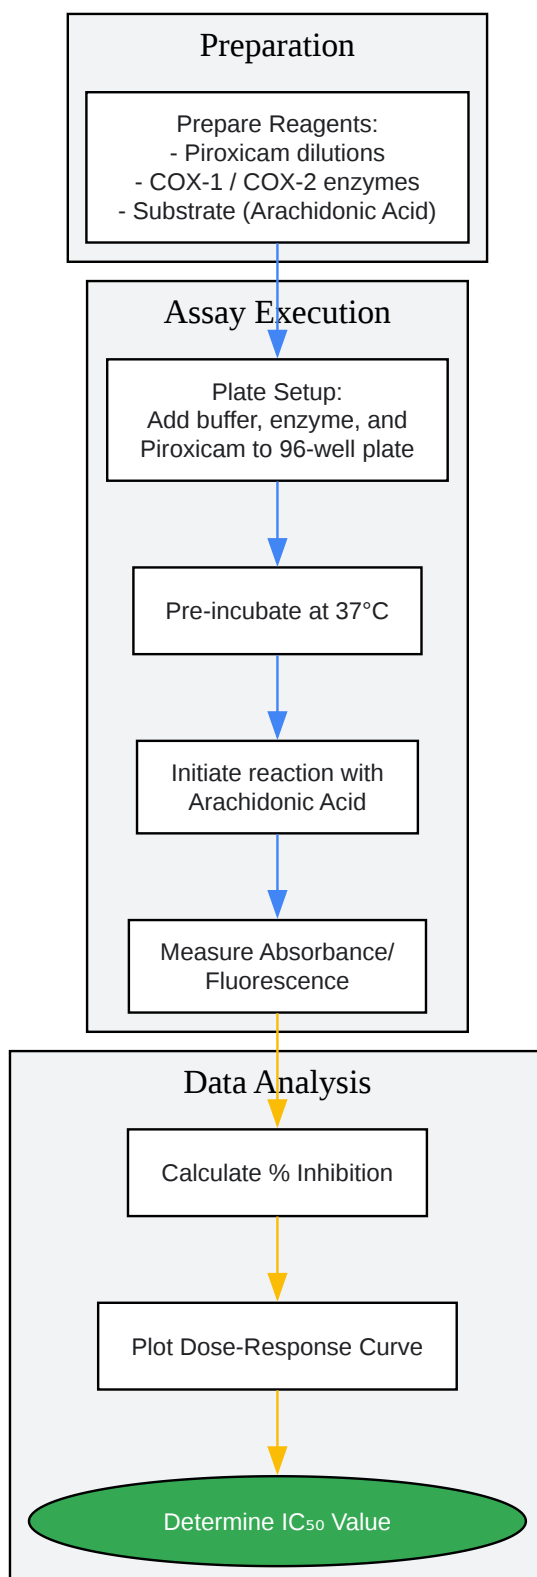 Preparation
Prepare Reagents:
- Piroxicam dilutions
- COX-1 / COX-2 enzymes
- Substrate (Arachidonic Acid)
Assay Execution
Plate Setup:
Add buffer, enzyme, and
Piroxicam to 96-well plate
Pre-incubate at 37°C
Initiate reaction with
Arachidonic Acid
Measure Absorbance/
Fluorescence
Data Analysis
Calculate % Inhibition
Plot Dose-Response Curve
Determine IC₅₀ Value